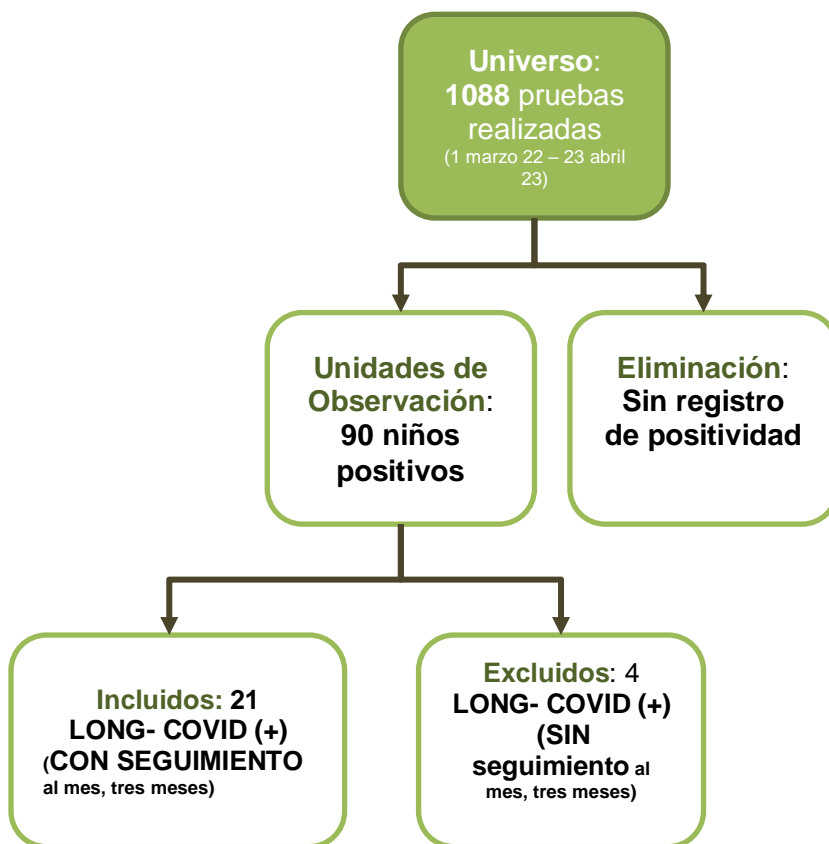 Universo:
1088 pruebas
realizadas
(1 marzo 22 – 23 abril
23)
Unidades de
Observación:
90 niños
positivos
Eliminación:
Sin registro
de positividad
Incluidos: 21
LONG- COVID (+)
(CON SEGUIMIENTO
al mes, tres meses)
Excluidos: 4
LONG- COVID (+)
(SIN
seguimiento al
mes, tres meses)